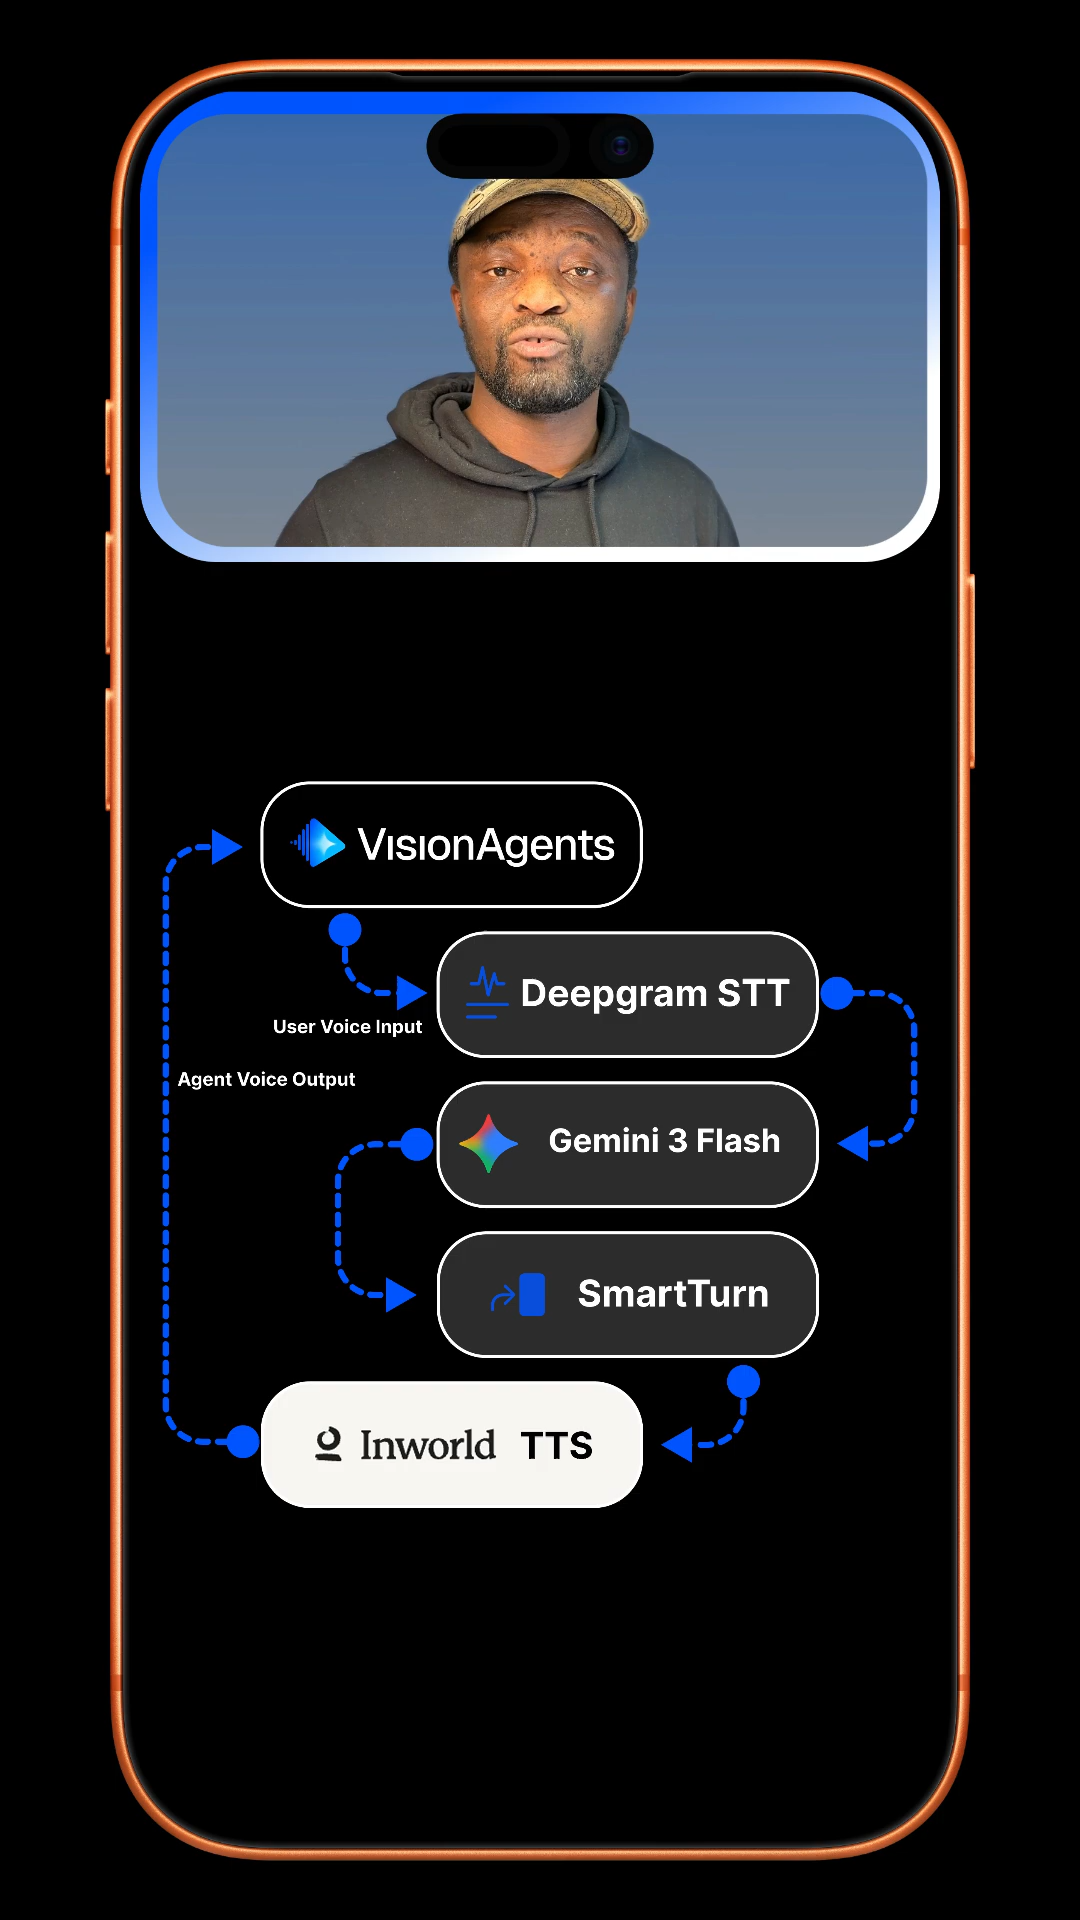 VisionAgents
Deepgram STT
User Voice Input
Agent Voice Output
Gemini 3 Flash
SmartTurn
Inworld TTS